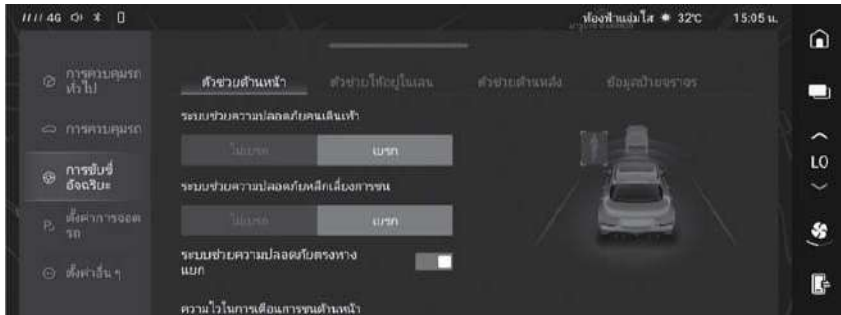 4G
ท้องฟ้าแจ่มใส 32°C 15:05 น.
การควบคุมรถ
ทั่วไป
การควบคุมรถ
การขับขี่
อัจฉริยะ
ตั้งค่าการจอด
รถ
ตั้งค่าอื่น ๆ
ตัวช่วยด้านหน้า ตัวช่วยให้อยู่ในเลน ตัวช่วยด้านหลัง ข้อมูลป้ายจราจร
ระบบช่วยความปลอดภัยคนเดินเท้า
ไม่เบรก เบรก
ระบบช่วยความปลอดภัยหลีกเลี่ยงการชน
ไม่เบรก เบรก
ระบบช่วยความปลอดภัยตรงทาง
แยก
ความไวในการเตือนการชนด้านหน้า
LO